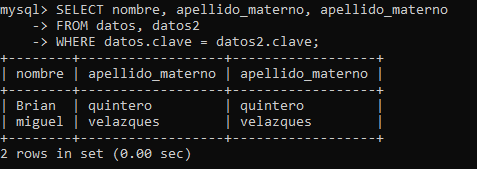 mysql> SELECT nombre, apellido_materno, apellido_materno
    -> FROM datos, datos2
    -> WHERE datos.clave = datos2.clave;
+--------+------------------+------------------+
| nombre | apellido_materno | apellido_materno |
+--------+------------------+------------------+
| Brian  | quintero         | quintero         |
| miguel | velazques        | velazques        |
+--------+------------------+------------------+
2 rows in set (0.00 sec)